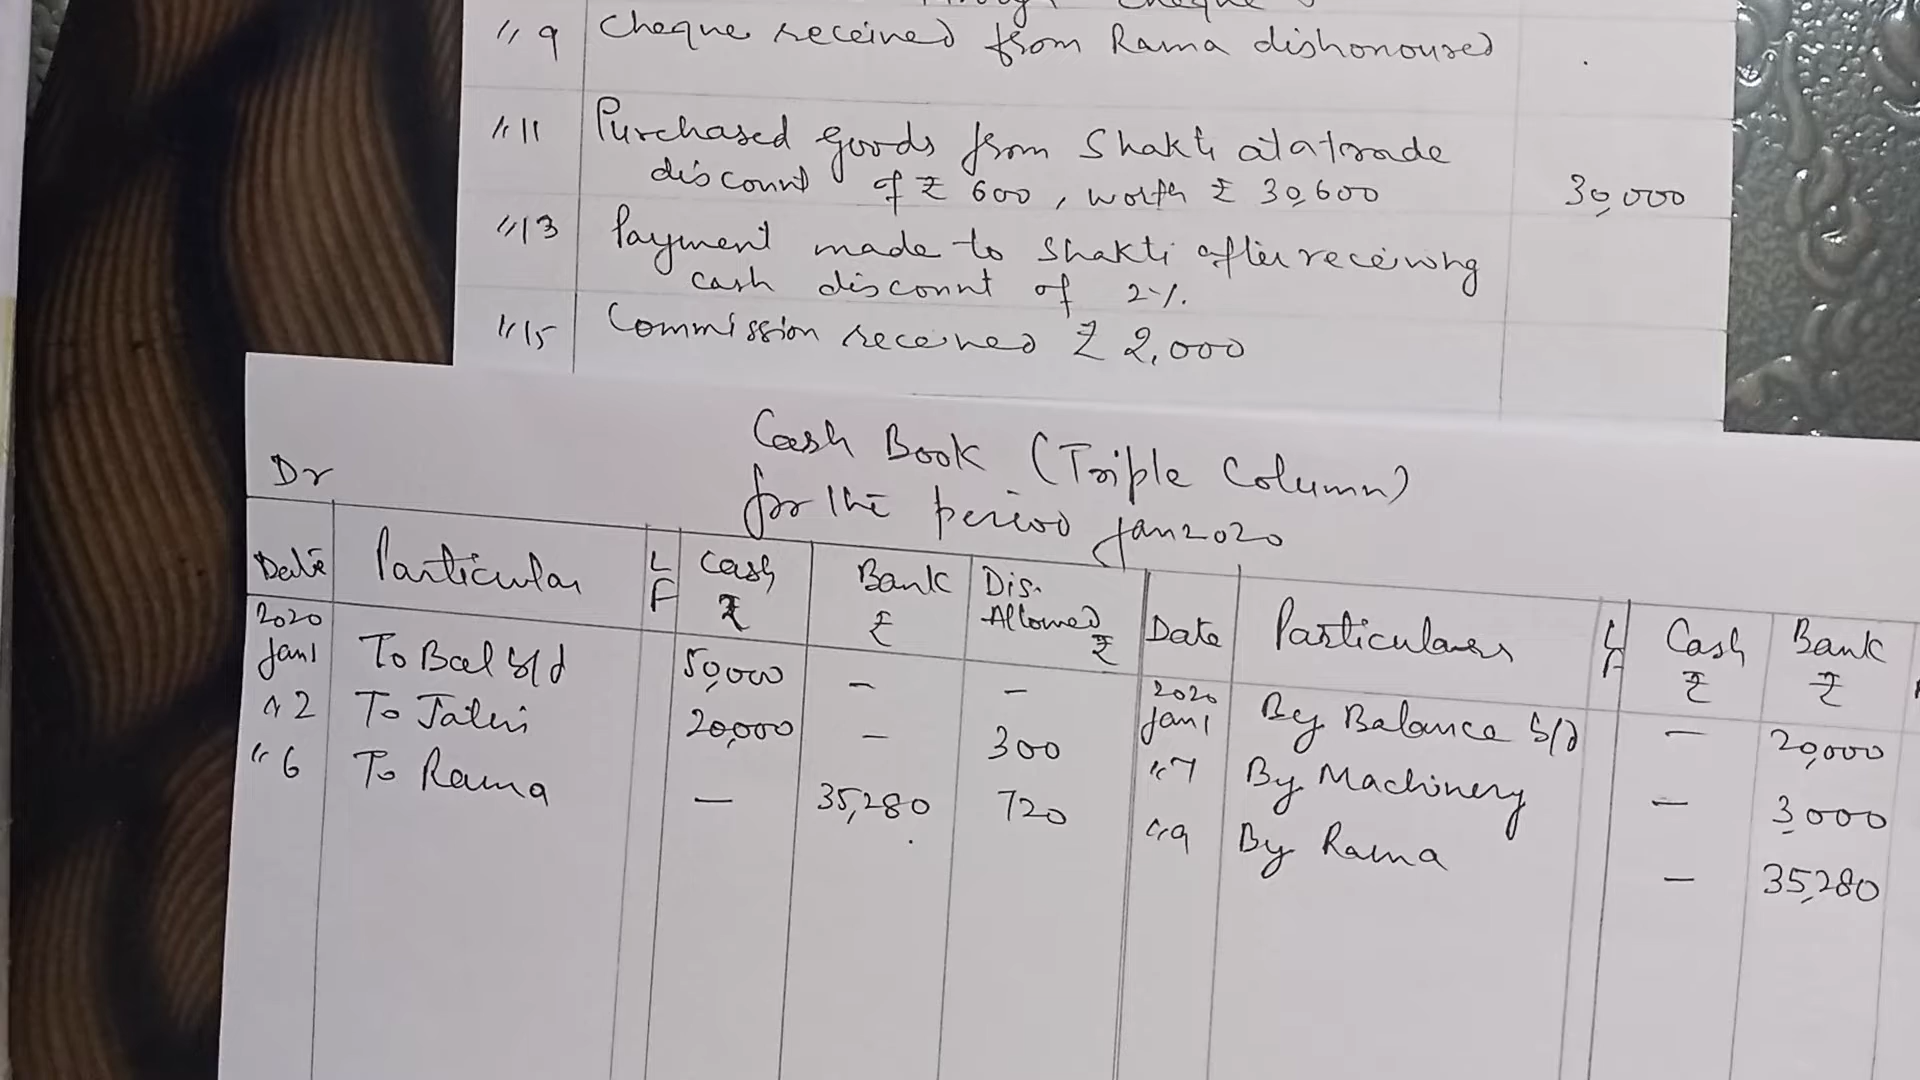 " 9 Cheque received from Rama dishonoured
" 11 Purchased goods from Shakti at a trade
discount of ₹ 600, worth ₹ 30,600 30,000
" 13 Payment made to Shakti after receiving
cash discount of 2%.
" 15 Commission received ₹ 2,000
Cash Book (Triple Column)
Dr for the period Jan 2020
Date Particular LF Cash ₹ Bank ₹ Dis. Allowed ₹ Date Particulars LF Cash ₹ Bank ₹
2020 Jan 1 To Bal b/d 50,000 – – 2020 Jan 1 By Balance b/d – 20,000
" 2 To Jatin 20,000 – 300 " 7 By Machinery – 3,000
" 6 To Rama – 35,280 720 " 9 By Rama – 35,280